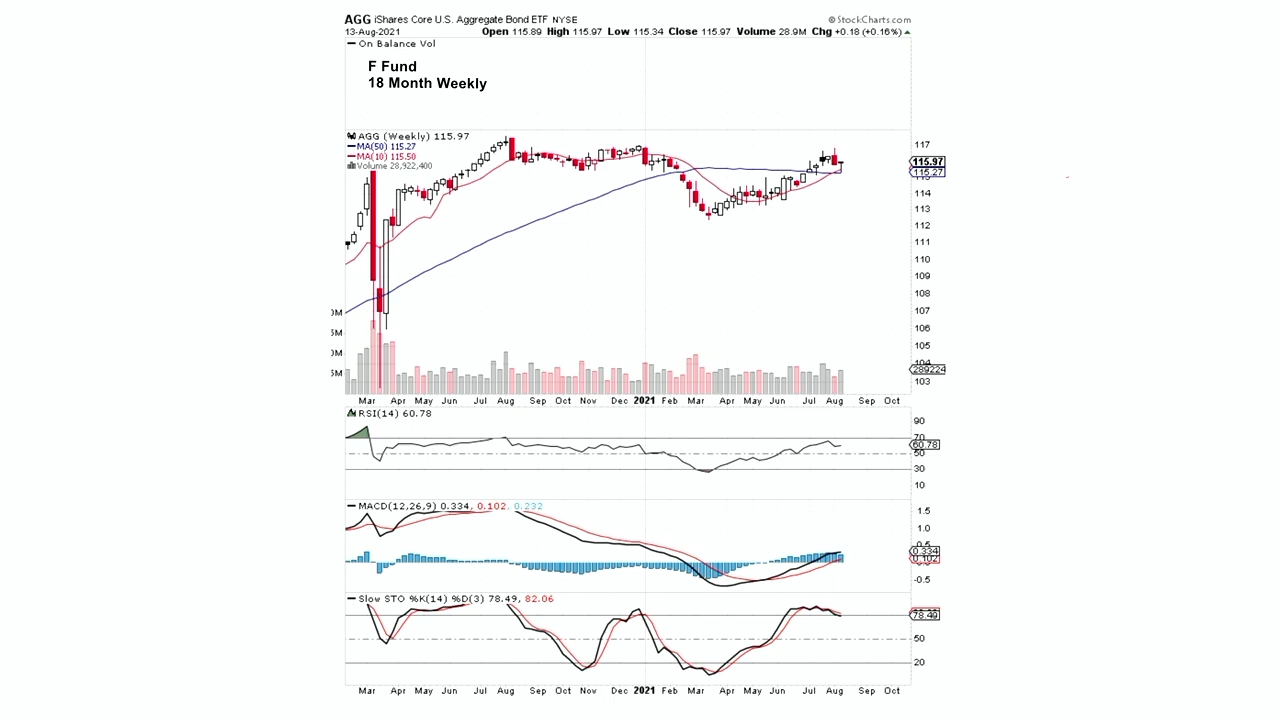 AGG iShares Core U.S. Aggregate Bond ETF NYSE © StockCharts.com
13-Aug-2021 Open 115.89 High 115.97 Low 115.34 Close 115.97 Volume 28.9M Chg +0.18 (+0.16%)
On Balance Vol
F Fund
18 Month Weekly
AGG (Weekly) 115.97
MA(50) 115.27
MA(10) 115.50
Volume 28,922,400
117
115.97
115.27
114
113
112
111
110
109
108
107
106
105
104
103
0M
5M
0M
5M
289224
Mar Apr May Jun Jul Aug Sep Oct Nov Dec 2021 Feb Mar Apr May Jun Jul Aug Sep Oct
RSI(14) 60.78
90
70
60.78
50
30
10
MACD(12,26,9) 0.334, 0.102, 0.232
1.5
1.0
0.5
0.334
0.102
-0.5
Slow STO %K(14) %D(3) 78.49, 82.06
78.49
50
20
Mar Apr May Jun Jul Aug Sep Oct Nov Dec 2021 Feb Mar Apr May Jun Jul Aug Sep Oct